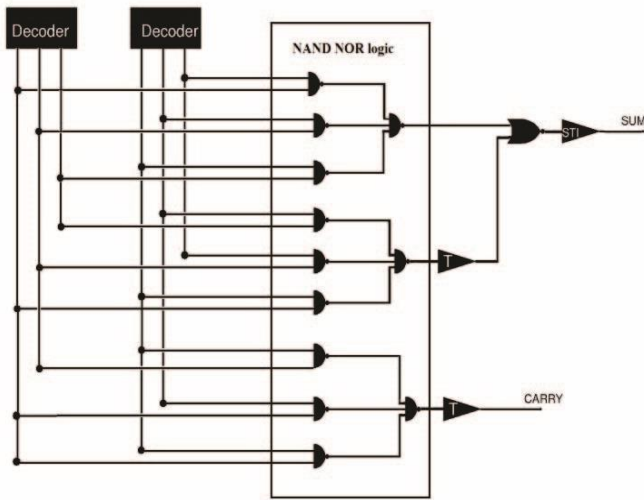 Decoder
Decoder
NAND NOR logic
STI
SUM
T
T
CARRY